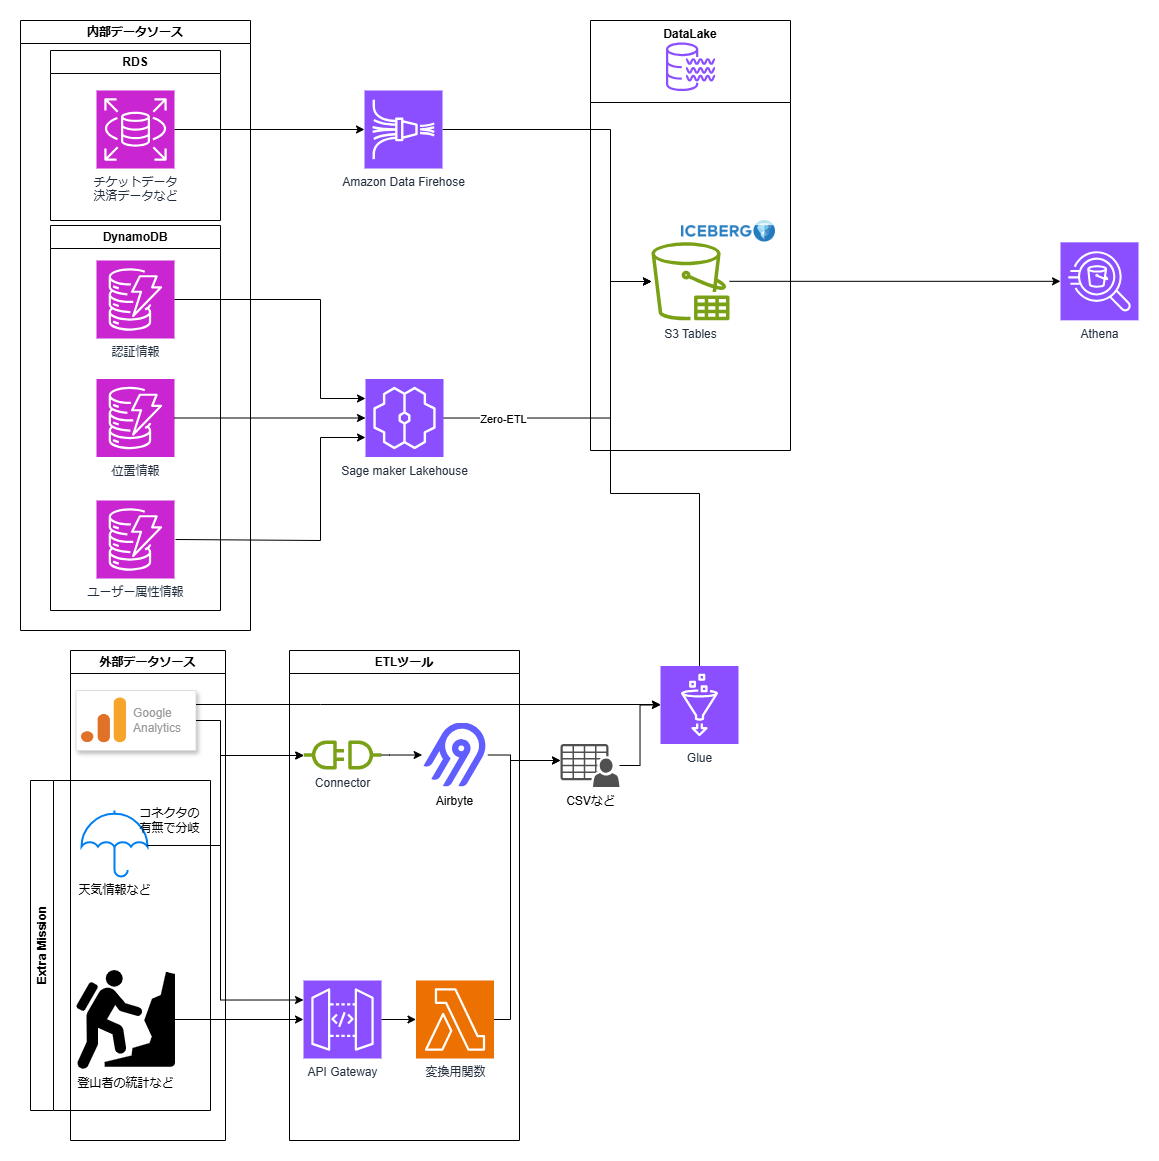 内部データソース
RDS
チケットデータ
決済データなど
Amazon Data Firehose
DataLake
ICEBERG
S3 Tables
Athena
DynamoDB
認証情報
位置情報
ユーザー属性情報
Sage maker Lakehouse
Zero-ETL
外部データソース
Google
Analytics
ETLツール
Connector
Airbyte
CSVなど
Glue
Extra Mission
コネクタの
有無で分岐
天気情報など
登山者の統計など
API Gateway
変換用関数